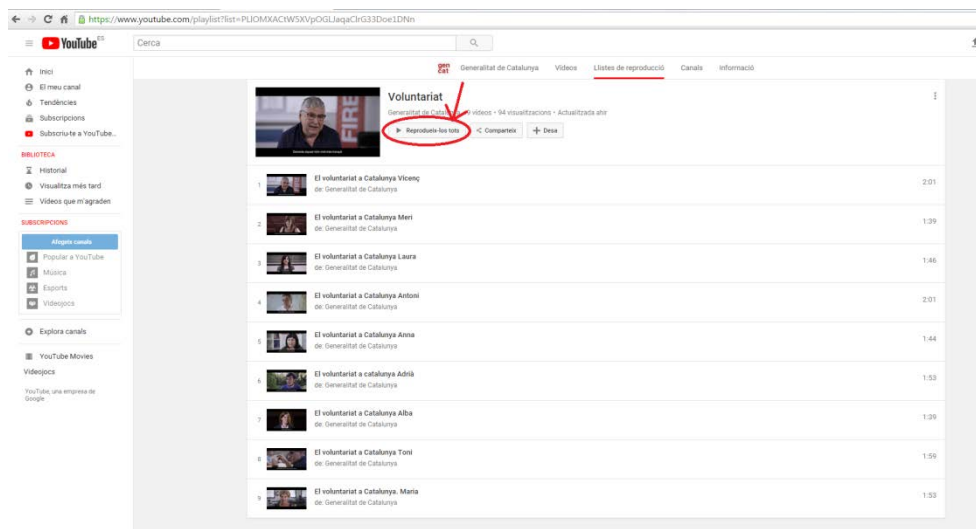 https://www.youtube.com/playlist?list=PLIOMXACtW5XVpOGLJaqaClrG33Doe1DNn
YouTube ES
Cerca
gencat
Generalitat de Catalunya Vídeos Llistes de reproducció Canals Informació
Inici
El meu canal
Tendències
Subscripcions
Subscriu-te a YouTube...
BIBLIOTECA
Historial
Visualitza més tard
Vídeos que m'agraden
SUBSCRIPCIONS
Afegeix canals
Popular a YouTube
Música
Esports
Videojocs
Explora canals
YouTube Movies
Videojocs
YouTube, una empresa de
Google
FIRE
Voluntariat
Generalitat de Catalunya • 9 vídeos • 94 visualitzacions • Actualitzada ahir
Reprodueix-los tots Comparteix Desa
1 El voluntariat a Catalunya Vicenç 2:01
de: Generalitat de Catalunya
2 El voluntariat a Catalunya Meri 1:39
de: Generalitat de Catalunya
3 El voluntariat a Catalunya Laura 1:46
de: Generalitat de Catalunya
4 El voluntariat a Catalunya Antoni 2:01
de: Generalitat de Catalunya
5 El voluntariat a Catalunya Anna 1:44
de: Generalitat de Catalunya
6 El voluntariat a catalunya Adrià 1:53
de: Generalitat de Catalunya
7 El voluntariat a Catalunya Alba 1:39
de: Generalitat de Catalunya
8 El voluntariat a Catalunya Toni 1:59
de: Generalitat de Catalunya
9 El voluntariat a Catalunya. Maria 1:53
de: Generalitat de Catalunya